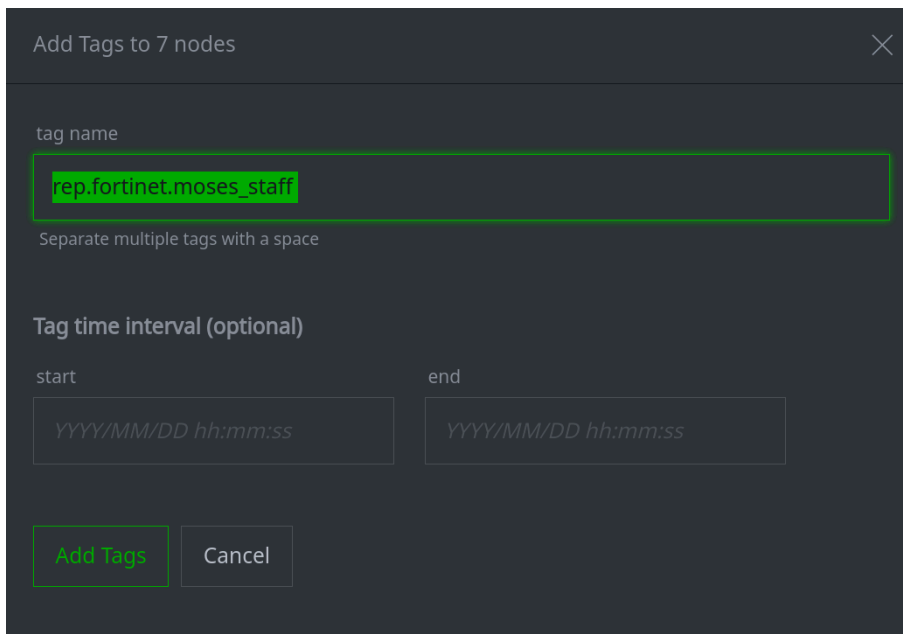 Add Tags to 7 nodes
tag name
rep.fortinet.moses_staff
Separate multiple tags with a space
Tag time interval (optional)
start end
YYYY/MM/DD hh:mm:ss YYYY/MM/DD hh:mm:ss
Add Tags Cancel